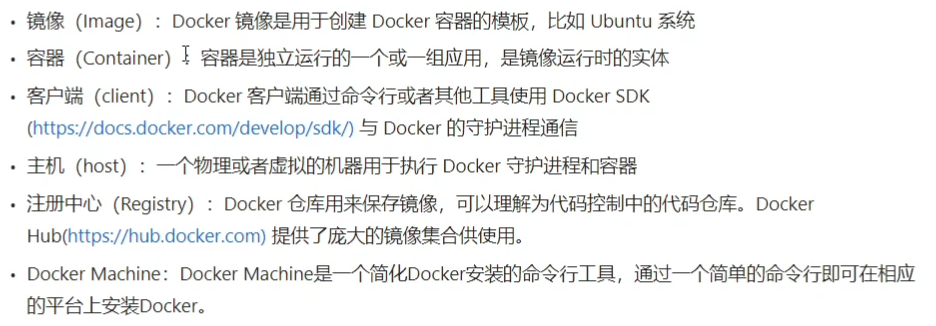 • 镜像（Image）：Docker 镜像是用于创建 Docker 容器的模板，比如 Ubuntu 系统
• 容器（Container） ：容器是独立运行的一个或一组应用，是镜像运行时的实体
• 客户端（client）：Docker 客户端通过命令行或者其他工具使用 Docker SDK
(https://docs.docker.com/develop/sdk/) 与 Docker 的守护进程通信
• 主机（host）：一个物理或者虚拟的机器用于执行 Docker 守护进程和容器
• 注册中心（Registry）：Docker 仓库用来保存镜像，可以理解为代码控制中的代码仓库。Docker
Hub(https://hub.docker.com) 提供了庞大的镜像集合供使用。
• Docker Machine：Docker Machine是一个简化Docker安装的命令行工具，通过一个简单的命令行即可在相应
的平台上安装Docker。